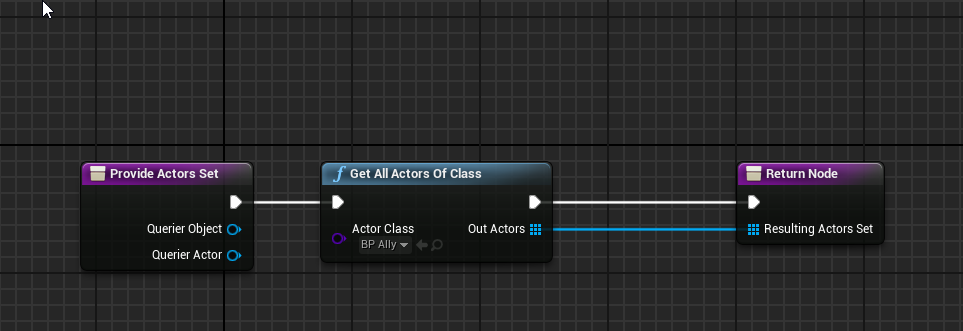 Provide Actors Set
Querier Object
Querier Actor
f Get All Actors Of Class
Actor Class
BP Ally
Out Actors
Return Node
Resulting Actors Set